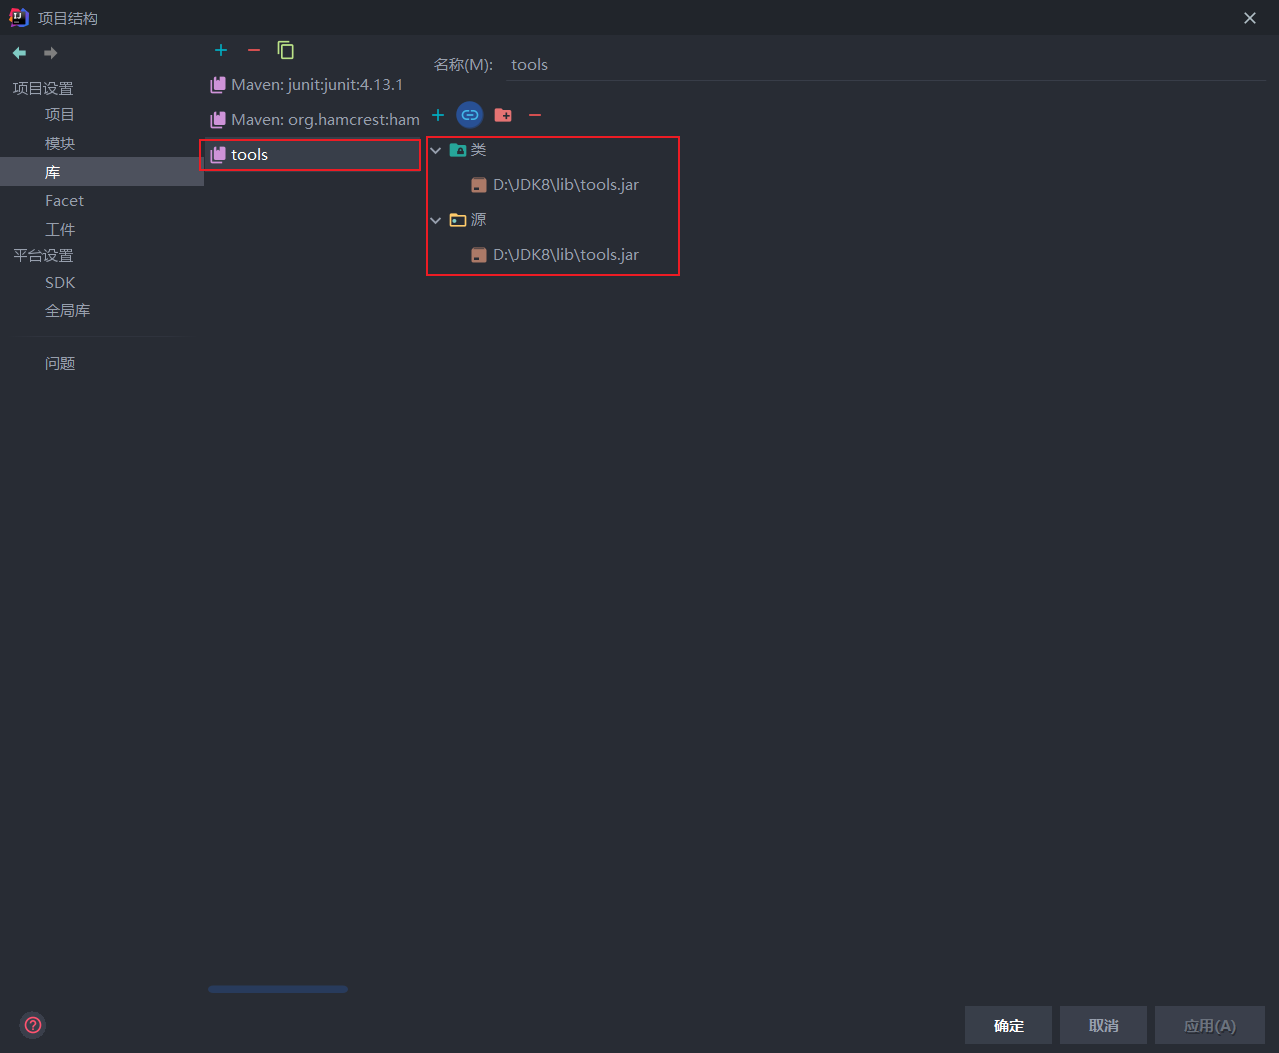 项目结构
项目设置
项目
模块
库
Facet
工件
平台设置
SDK
全局库
问题
Maven: junit:junit:4.13.1
Maven: org.hamcrest:ham
tools
名称(M): tools
类
D:\JDK8\lib\tools.jar
源
D:\JDK8\lib\tools.jar
确定
取消
应用(A)